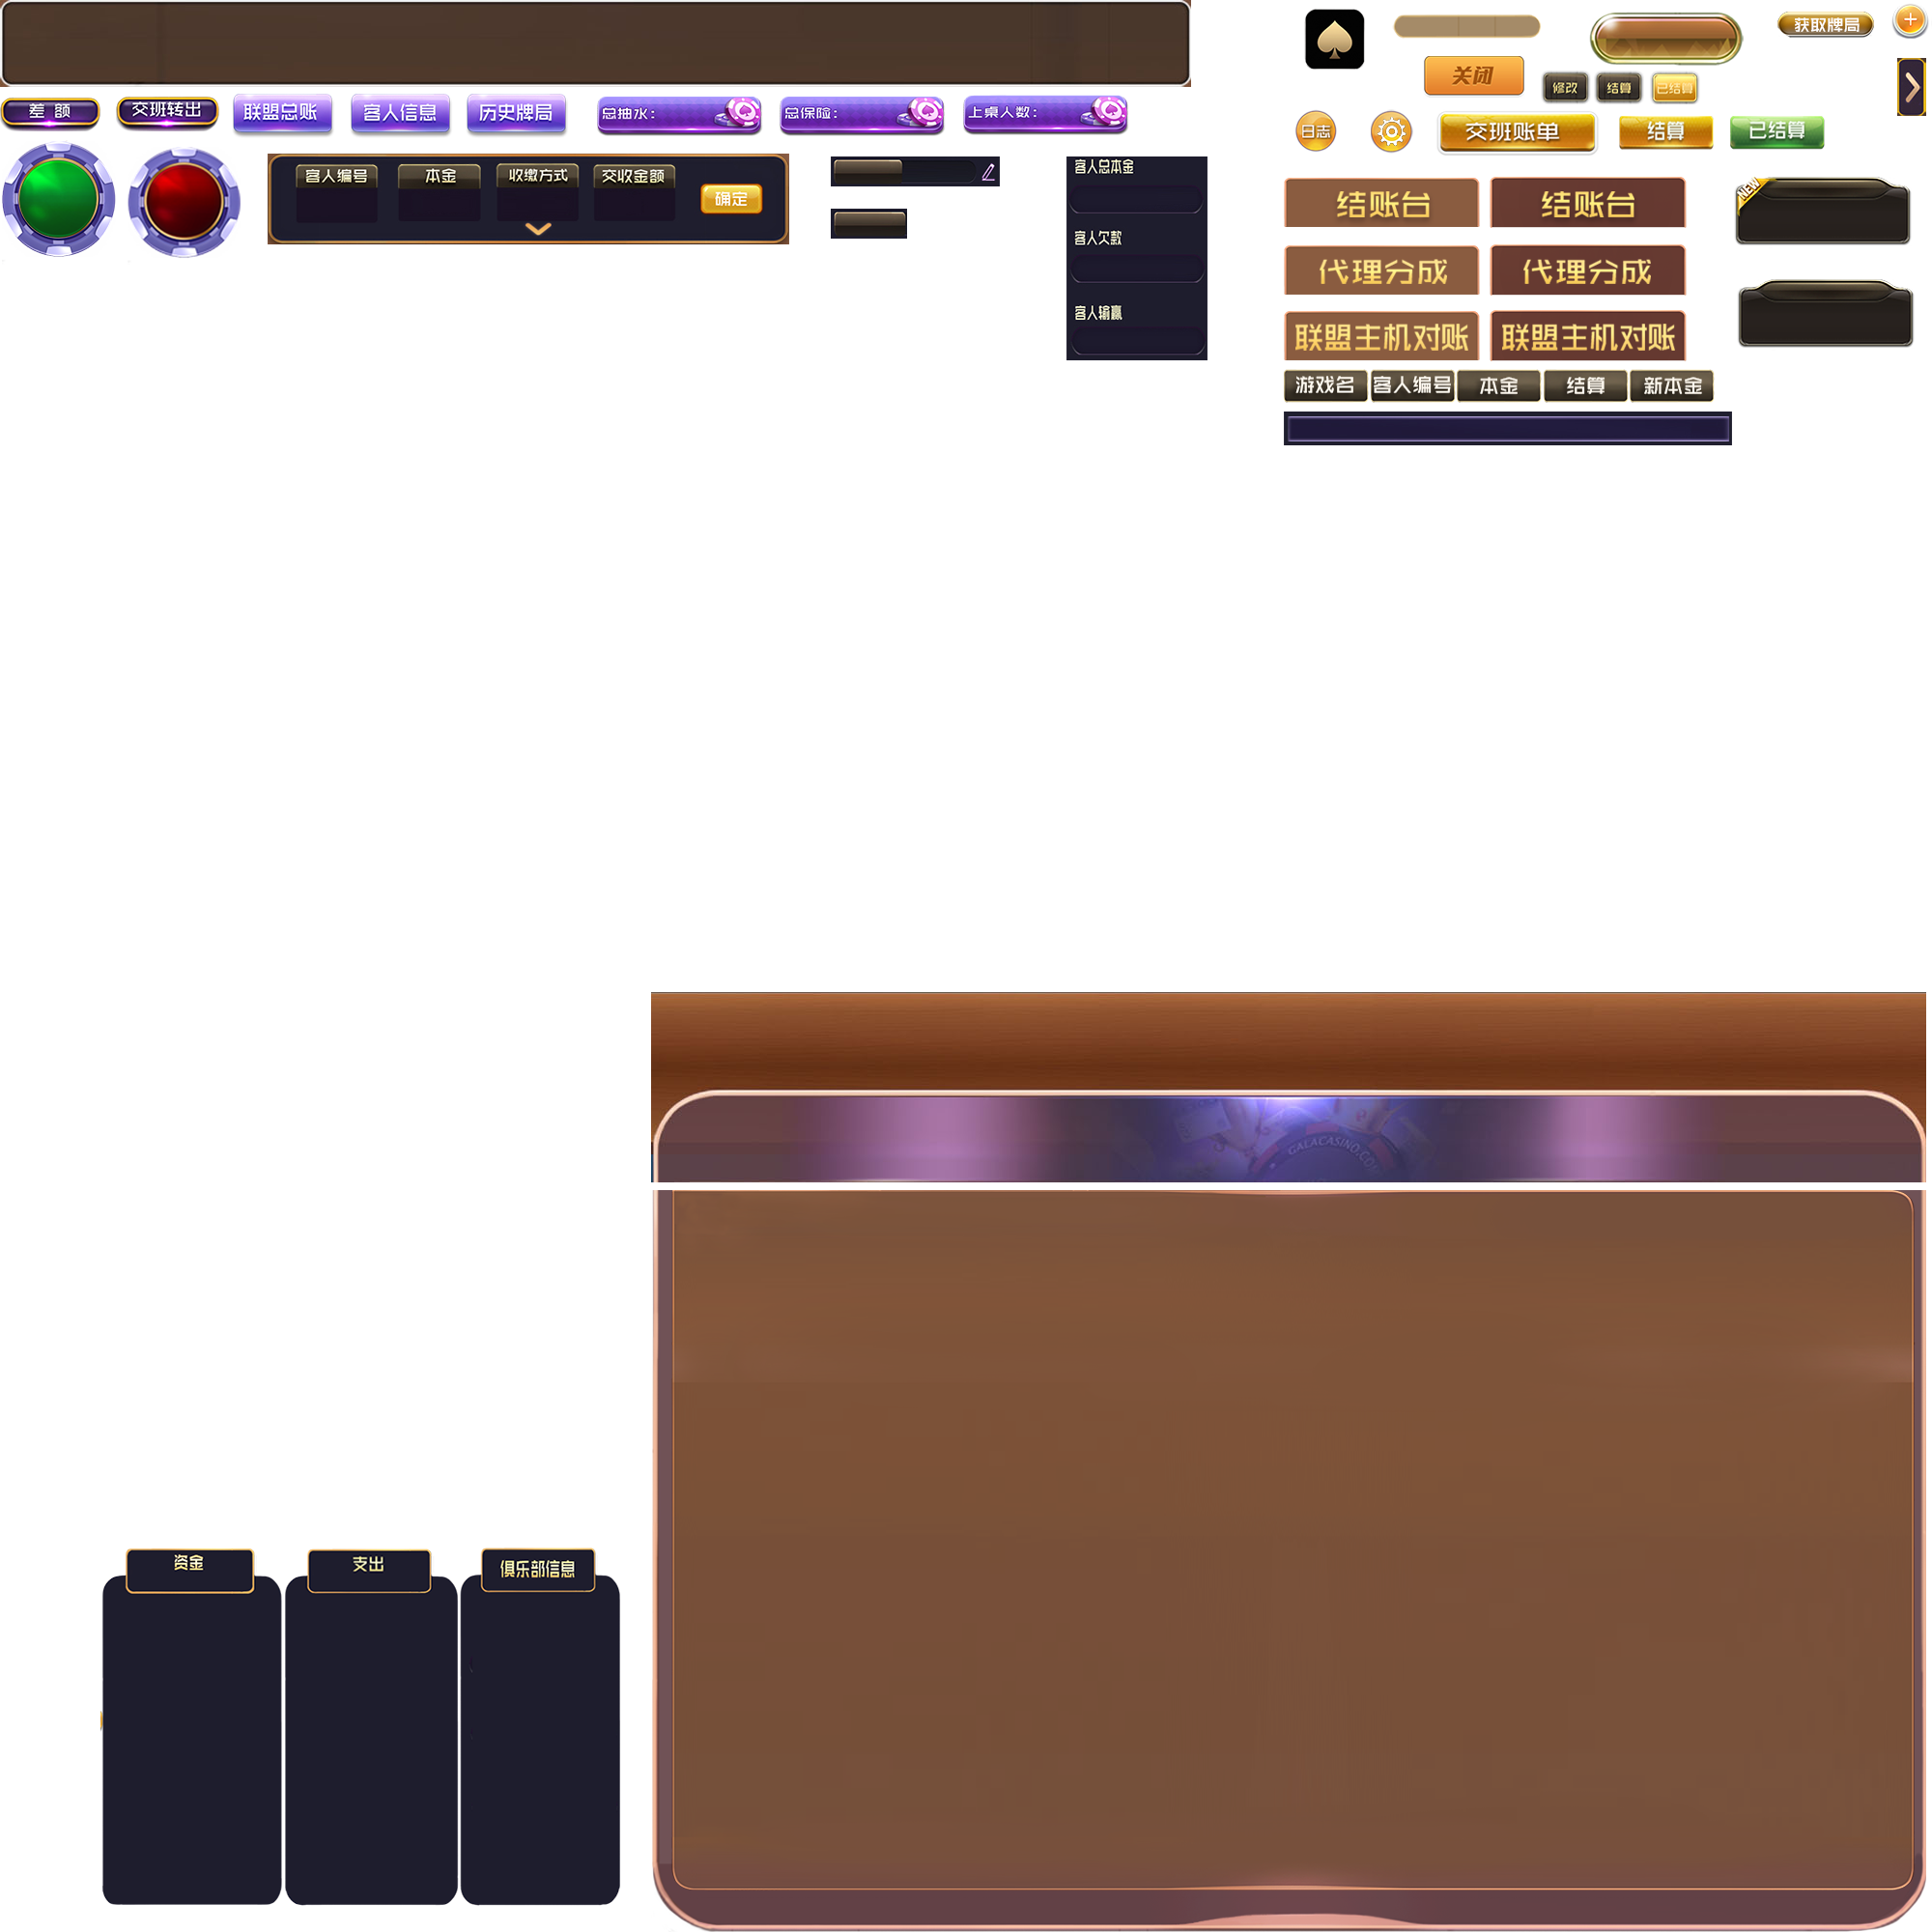 获取牌局
关闭
修改
结算
已结算
差 额
交班转出
联盟总账
客人信息
历史牌局
总抽水：
总保险：
上桌人数：
日志
交班账单
结算
已结算
客人编号
本金
收缴方式
交收金额
确定
客人总本金
客人欠款
客人输赢
结账台
结账台
NEW
代理分成
代理分成
联盟主机对账
联盟主机对账
游戏名
客人编号
本金
结算
新本金
GALACASINO.COM
资金
支出
俱乐部信息